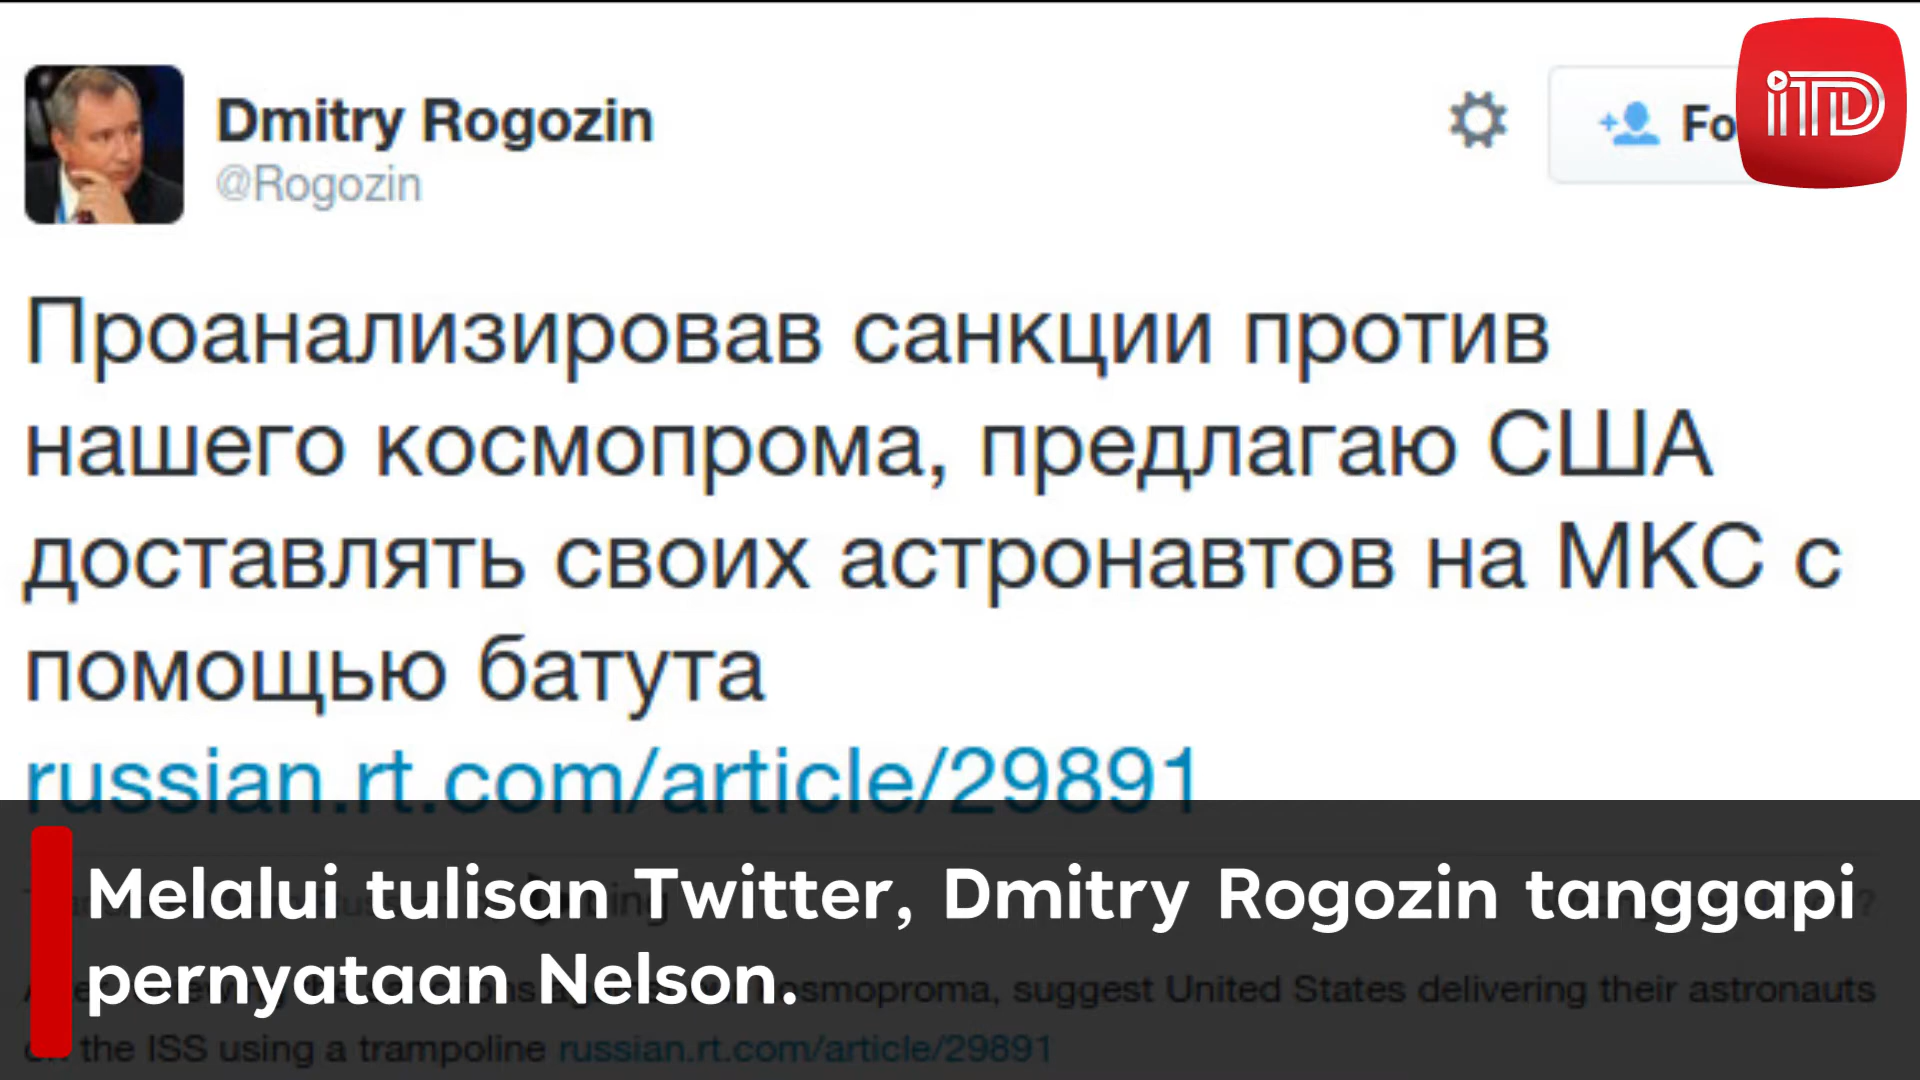 Dmitry Rogozin
@Rogozin
Fo
iTD
Проанализировав санкции против
нашего космопрома, предлагаю США
доставлять своих астронавтов на МКС с
помощью батута
russian.rt.com/article/29891
Melalui tulisan Twitter, Dmitry Rogozin tanggapi
pernyataan Nelson.
osmoproma, suggest United States delivering their astronauts
the ISS using a trampoline russian.rt.com/article/29891